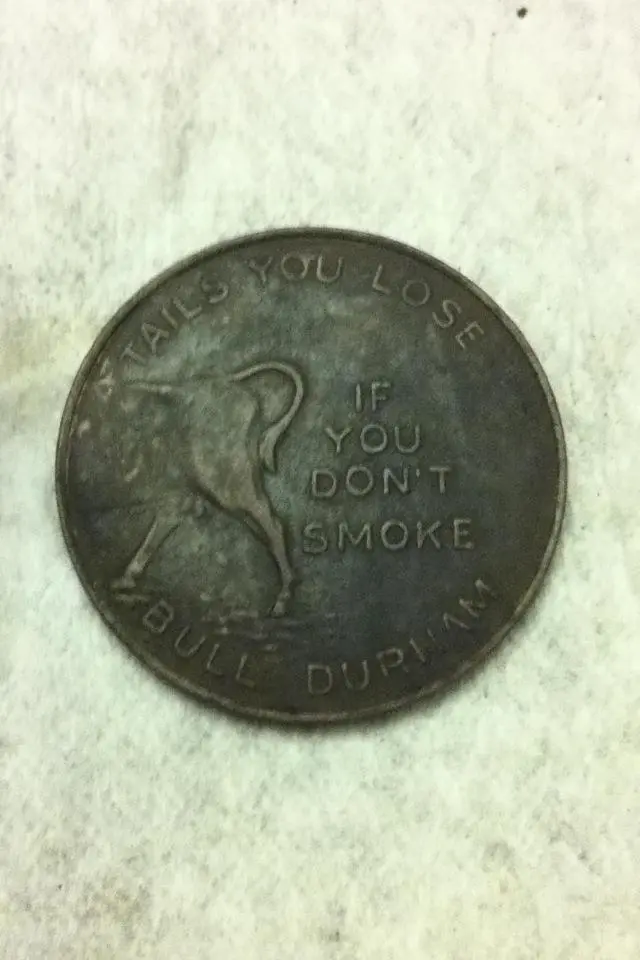 TAILS YOU LOSE
IF
YOU
DON'T
SMOKE
BULL DURHAM